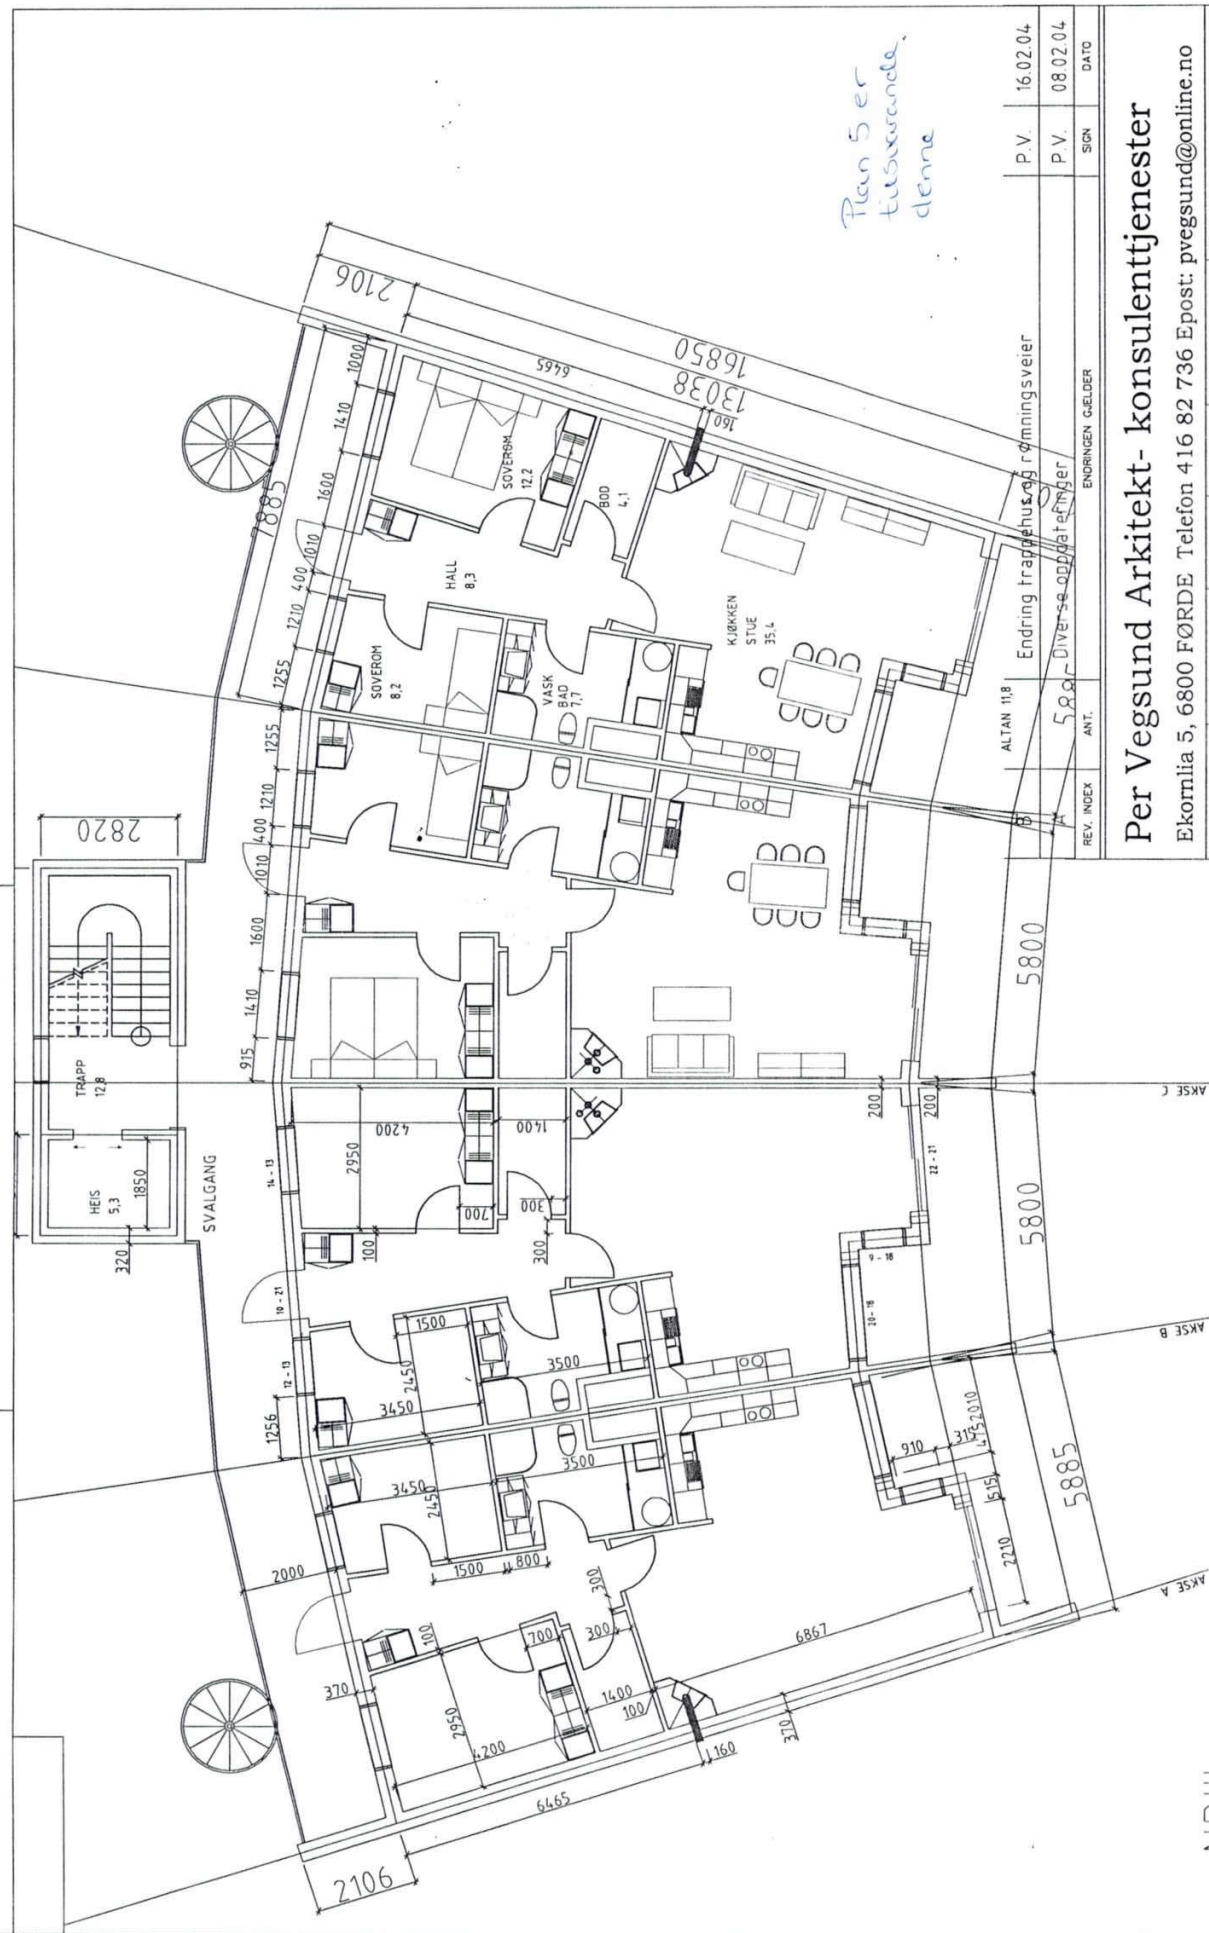 Plan 5 er
tilsvarande
denne
2106
16850
13038
6465
160
7885
1000
1410
1600
1010
400
1210
1255
1255
1210
400
1010
1600
1410
915
2820
TRAPP
12,8
HEIS
5,3
1850
320
SVALGANG
SOVEROM
12,2
BOD
4,1
HALL
8,3
SOVEROM
8,2
VASK
BAD
7,7
KJØKKEN
STUE
35,4
ALTAN 11,8
14 - 13
10 - 21
12 - 13
1256
4200
2950
1400
700
100
300
300
1500
2450
3450
3500
3450
2450
3500
1500
800
2000
370
100
2950
4200
700
300
300
1400
100
160
370
6465
6867
2106
200
200
22 - 21
9 - 18
20 - 18
910
315
475
2010
515
2210
5885
5800
5800
5885
AKSE A
AKSE B
AKSE C
B
Endring trappehus og rømningsveier
P.V.
16.02.04
A
Diverse oppdateringer
P.V.
08.02.04
REV. INDEX
ANT.
ENDRINGEN GJELDER
SIGN
DATO
Per Vegsund Arkitekt- konsulenttjenester
Ekornlia 5, 6800 FØRDE Telefon 416 82 736 Epost: pvegsund@online.no